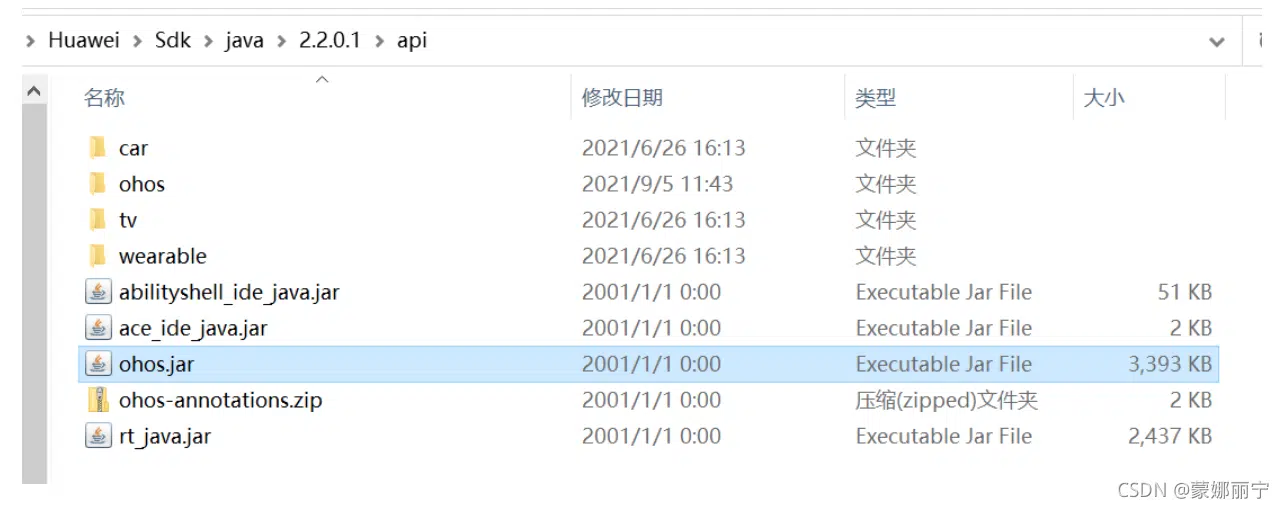 Huawei > Sdk > java > 2.2.0.1 > api
名称 修改日期 类型 大小
car 2021/6/26 16:13 文件夹
ohos 2021/9/5 11:43 文件夹
tv 2021/6/26 16:13 文件夹
wearable 2021/6/26 16:13 文件夹
abilityshell_ide_java.jar 2001/1/1 0:00 Executable Jar File 51 KB
ace_ide_java.jar 2001/1/1 0:00 Executable Jar File 2 KB
ohos.jar 2001/1/1 0:00 Executable Jar File 3,393 KB
ohos-annotations.zip 2001/1/1 0:00 压缩(zipped)文件夹 2 KB
rt_java.jar 2001/1/1 0:00 Executable Jar File 2,437 KB
CSDN @蒙娜丽宁